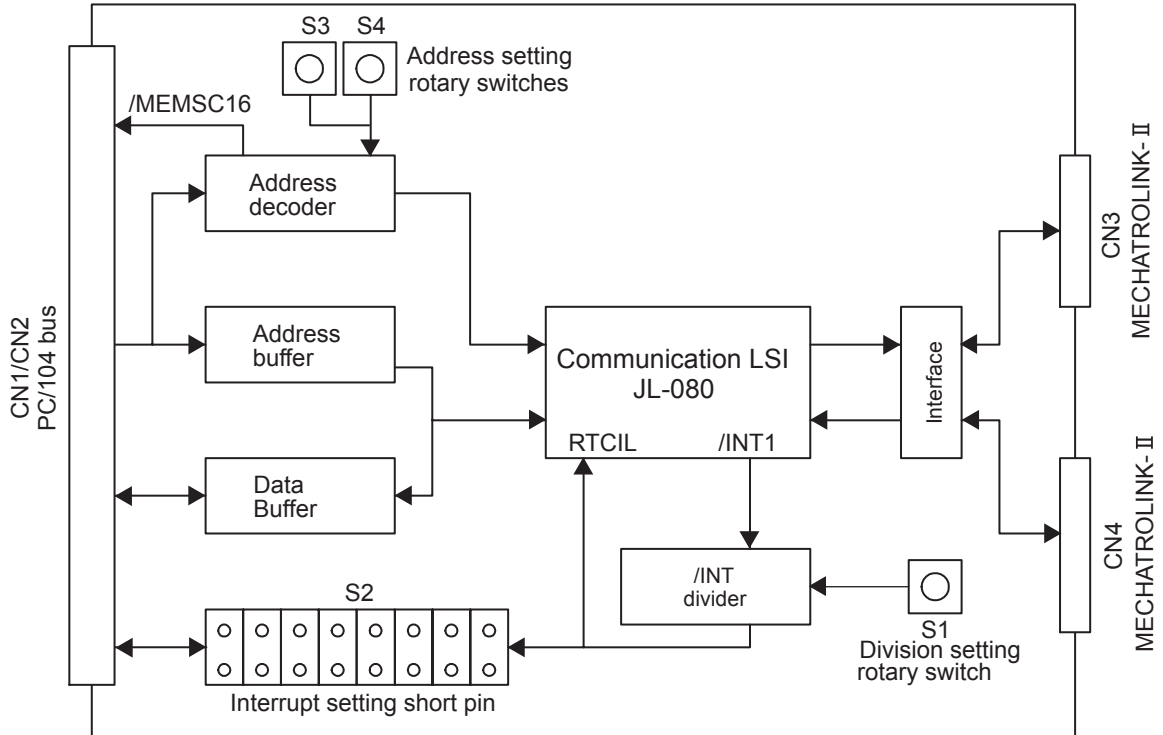 S3
S4
Address setting
rotary switches
/MEMSC16
Address
decoder
CN1/CN2
PC/104 bus
Address
buffer
Data
Buffer
Communication LSI
JL-080
RTCIL
/INT1
Interface
CN3
MECHATROLINK-Ⅱ
CN4
MECHATROLINK-Ⅱ
/INT
divider
S1
Division setting
rotary switch
S2
Interrupt setting short pin